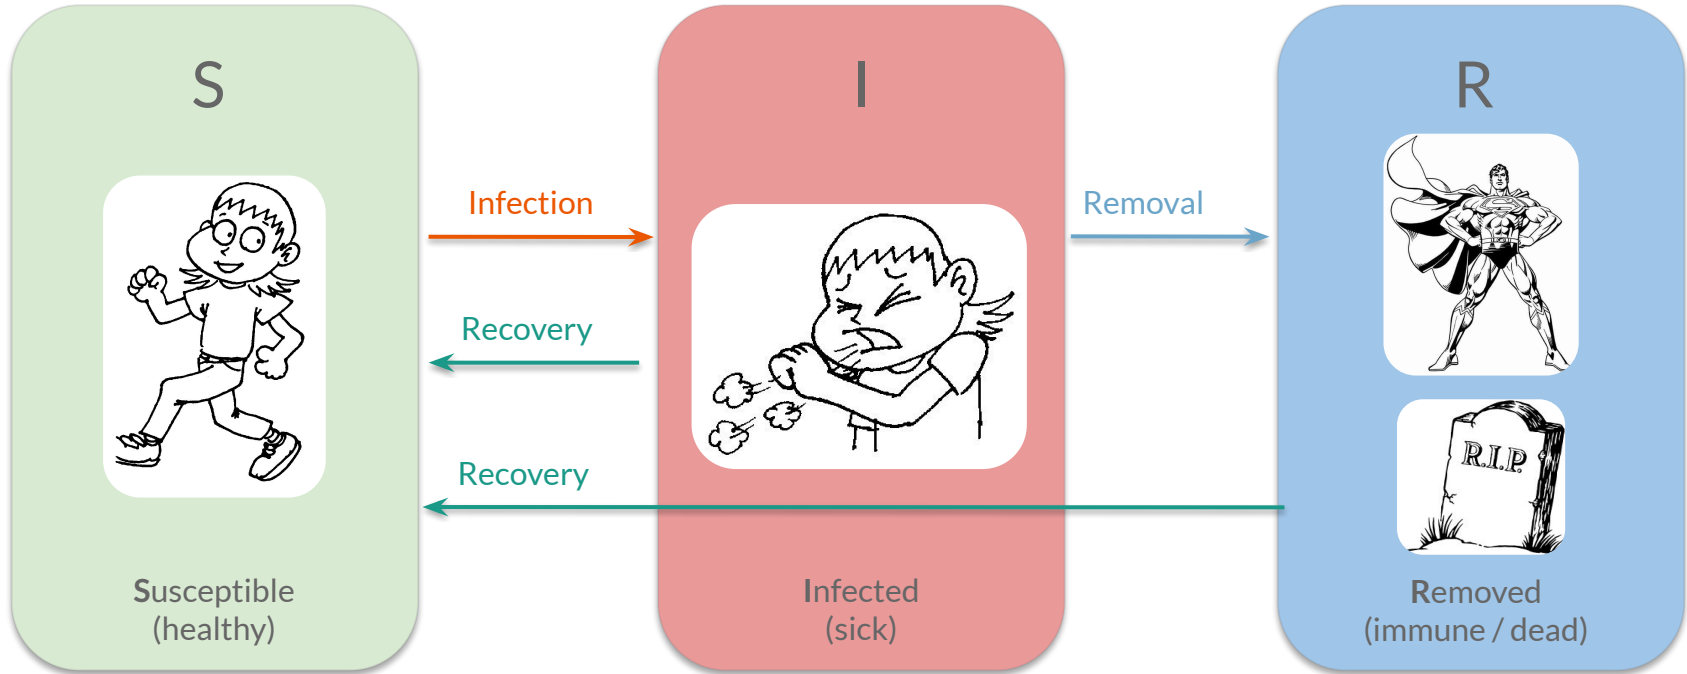 S
I
R
Infection
Removal
Recovery
Recovery
R.I.P.
Susceptible
(healthy)
Infected
(sick)
Removed
(immune / dead)